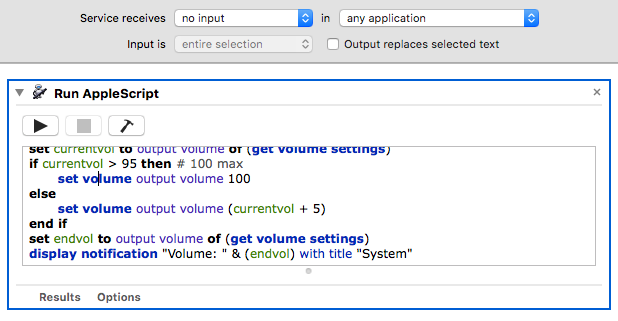 Service receives no input in any application
Input is entire selection Output replaces selected text
Run AppleScript
set currentvol to output volume of (get volume settings)
if currentvol > 95 then # 100 max
set volume output volume 100
else
set volume output volume (currentvol + 5)
end if
set endvol to output volume of (get volume settings)
display notification "Volume: " & (endvol) with title "System"
Results Options